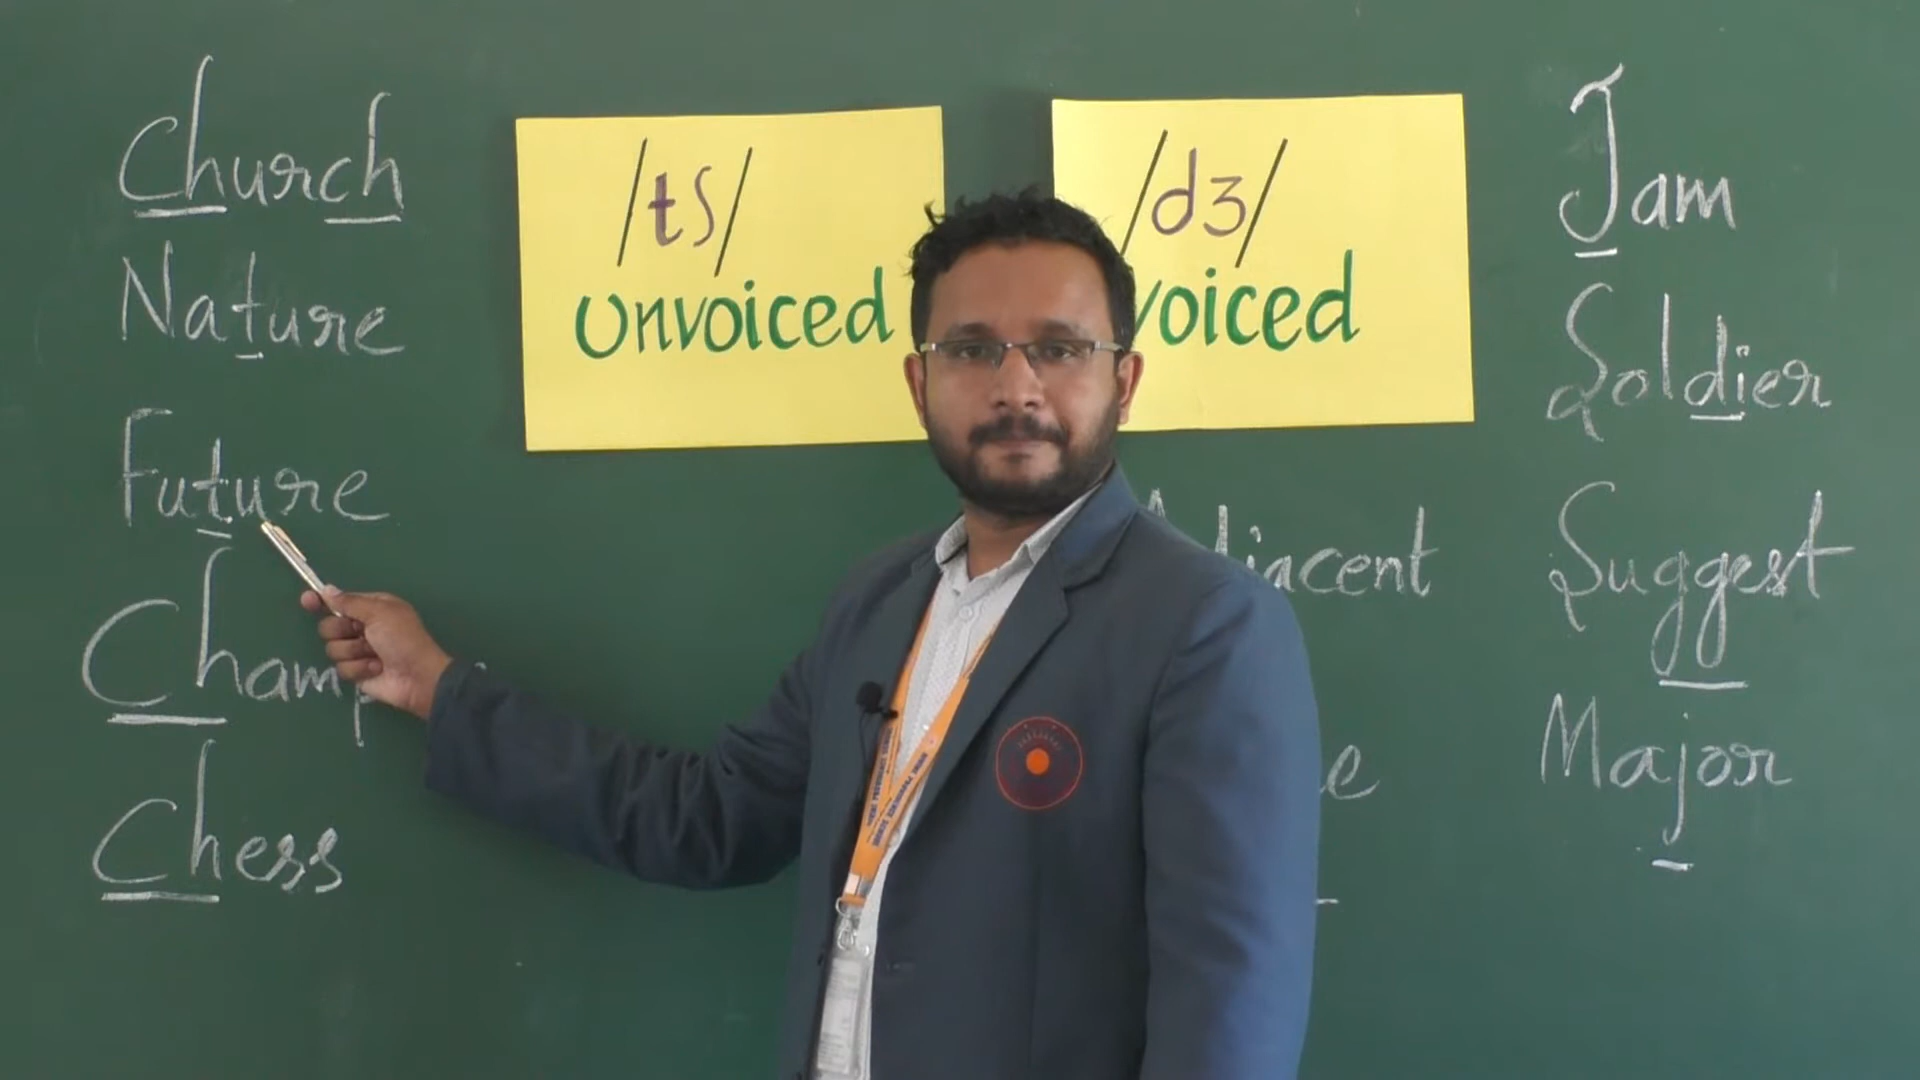 Church
Nature
Future
Champ
Chess
/tʃ/
unvoiced
/dʒ/
voiced
Jam
Soldier
Suggest
Major